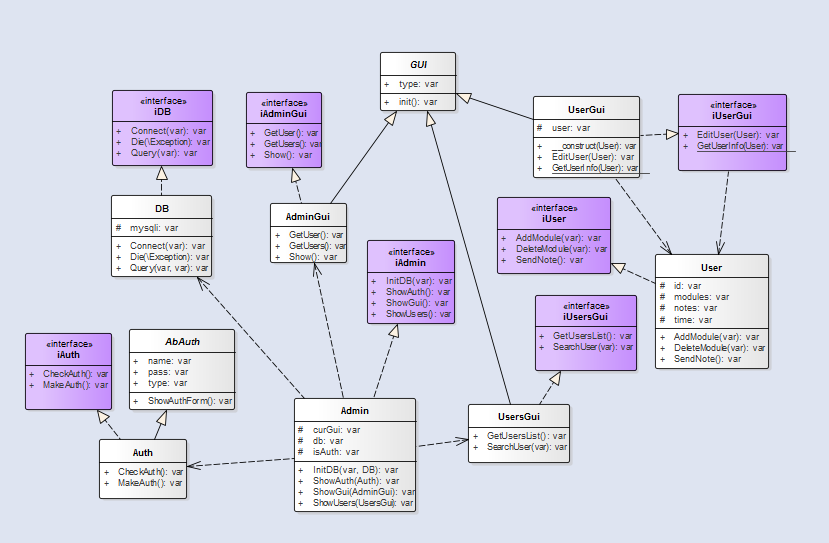 GUI
+ type: var
+ init(): var
«interface»
iDB
+ Connect(var): var
+ Die(\Exception): var
+ Query(var): var
«interface»
iAdminGui
+ GetUser(): var
+ GetUsers(): var
+ Show(): var
UserGui
# user: var
+ __construct(User): var
+ EditUser(User): var
+ GetUserInfo(User): var
«interface»
iUserGui
+ EditUser(User): var
+ GetUserInfo(User): var
DB
# mysqli: var
+ Connect(var): var
+ Die(\Exception): var
+ Query(var, var): var
AdminGui
+ GetUser(): var
+ GetUsers(): var
+ Show(): var
«interface»
iUser
+ AddModule(var): var
+ DeleteModule(var): var
+ SendNote(): var
«interface»
iAdmin
+ InitDB(var): var
+ ShowAuth(): var
+ ShowGui(): var
+ ShowUsers(): var
User
# id: var
# modules: var
# notes: var
# time: var
+ AddModule(var): var
+ DeleteModule(var): var
+ SendNote(): var
«interface»
iUsersGui
+ GetUsersList(): var
+ SearchUser(var): var
«interface»
iAuth
+ CheckAuth(): var
+ MakeAuth(): var
AbAuth
+ name: var
+ pass: var
+ type: var
+ ShowAuthForm(): var
Admin
# curGui: var
# db: var
# isAuth: var
+ InitDB(var, DB): var
+ ShowAuth(Auth): var
+ ShowGui(AdminGui): var
+ ShowUsers(UsersGui): var
UsersGui
+ GetUsersList(): var
+ SearchUser(var): var
Auth
+ CheckAuth(): var
+ MakeAuth(): var